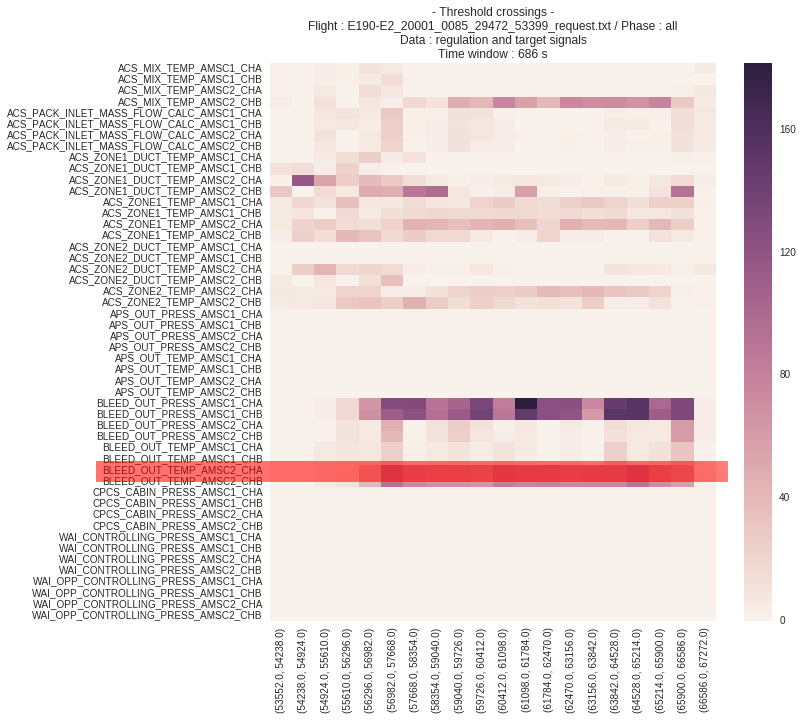 - Threshold crossings -
Flight : E190-E2_20001_0085_29472_53399_request.txt / Phase : all
Data : regulation and target signals
Time window : 686 s
ACS_MIX_TEMP_AMSC1_CHA
ACS_MIX_TEMP_AMSC1_CHB
ACS_MIX_TEMP_AMSC2_CHA
ACS_MIX_TEMP_AMSC2_CHB
ACS_PACK_INLET_MASS_FLOW_CALC_AMSC1_CHA
ACS_PACK_INLET_MASS_FLOW_CALC_AMSC1_CHB
ACS_PACK_INLET_MASS_FLOW_CALC_AMSC2_CHA
ACS_PACK_INLET_MASS_FLOW_CALC_AMSC2_CHB
ACS_ZONE1_DUCT_TEMP_AMSC1_CHA
ACS_ZONE1_DUCT_TEMP_AMSC1_CHB
ACS_ZONE1_DUCT_TEMP_AMSC2_CHA
ACS_ZONE1_DUCT_TEMP_AMSC2_CHB
ACS_ZONE1_TEMP_AMSC1_CHA
ACS_ZONE1_TEMP_AMSC1_CHB
ACS_ZONE1_TEMP_AMSC2_CHA
ACS_ZONE1_TEMP_AMSC2_CHB
ACS_ZONE2_DUCT_TEMP_AMSC1_CHA
ACS_ZONE2_DUCT_TEMP_AMSC1_CHB
ACS_ZONE2_DUCT_TEMP_AMSC2_CHA
ACS_ZONE2_DUCT_TEMP_AMSC2_CHB
ACS_ZONE2_TEMP_AMSC2_CHA
ACS_ZONE2_TEMP_AMSC2_CHB
APS_OUT_PRESS_AMSC1_CHA
APS_OUT_PRESS_AMSC1_CHB
APS_OUT_PRESS_AMSC2_CHA
APS_OUT_PRESS_AMSC2_CHB
APS_OUT_TEMP_AMSC1_CHA
APS_OUT_TEMP_AMSC1_CHB
APS_OUT_TEMP_AMSC2_CHA
APS_OUT_TEMP_AMSC2_CHB
BLEED_OUT_PRESS_AMSC1_CHA
BLEED_OUT_PRESS_AMSC1_CHB
BLEED_OUT_PRESS_AMSC2_CHA
BLEED_OUT_PRESS_AMSC2_CHB
BLEED_OUT_TEMP_AMSC1_CHA
BLEED_OUT_TEMP_AMSC1_CHB
BLEED_OUT_TEMP_AMSC2_CHA
BLEED_OUT_TEMP_AMSC2_CHB
CPCS_CABIN_PRESS_AMSC1_CHA
CPCS_CABIN_PRESS_AMSC1_CHB
CPCS_CABIN_PRESS_AMSC2_CHA
CPCS_CABIN_PRESS_AMSC2_CHB
WAI_CONTROLLING_PRESS_AMSC1_CHA
WAI_CONTROLLING_PRESS_AMSC1_CHB
WAI_CONTROLLING_PRESS_AMSC2_CHA
WAI_CONTROLLING_PRESS_AMSC2_CHB
WAI_OPP_CONTROLLING_PRESS_AMSC1_CHA
WAI_OPP_CONTROLLING_PRESS_AMSC1_CHB
WAI_OPP_CONTROLLING_PRESS_AMSC2_CHA
WAI_OPP_CONTROLLING_PRESS_AMSC2_CHB
(53552.0, 54238.0)
(54238.0, 54924.0)
(54924.0, 55610.0)
(55610.0, 56296.0)
(56296.0, 56982.0)
(56982.0, 57668.0)
(57668.0, 58354.0)
(58354.0, 59040.0)
(59040.0, 59726.0)
(59726.0, 60412.0)
(60412.0, 61098.0)
(61098.0, 61784.0)
(61784.0, 62470.0)
(62470.0, 63156.0)
(63156.0, 63842.0)
(63842.0, 64528.0)
(64528.0, 65214.0)
(65214.0, 65900.0)
(65900.0, 66586.0)
(66586.0, 67272.0)
160
120
80
40
0